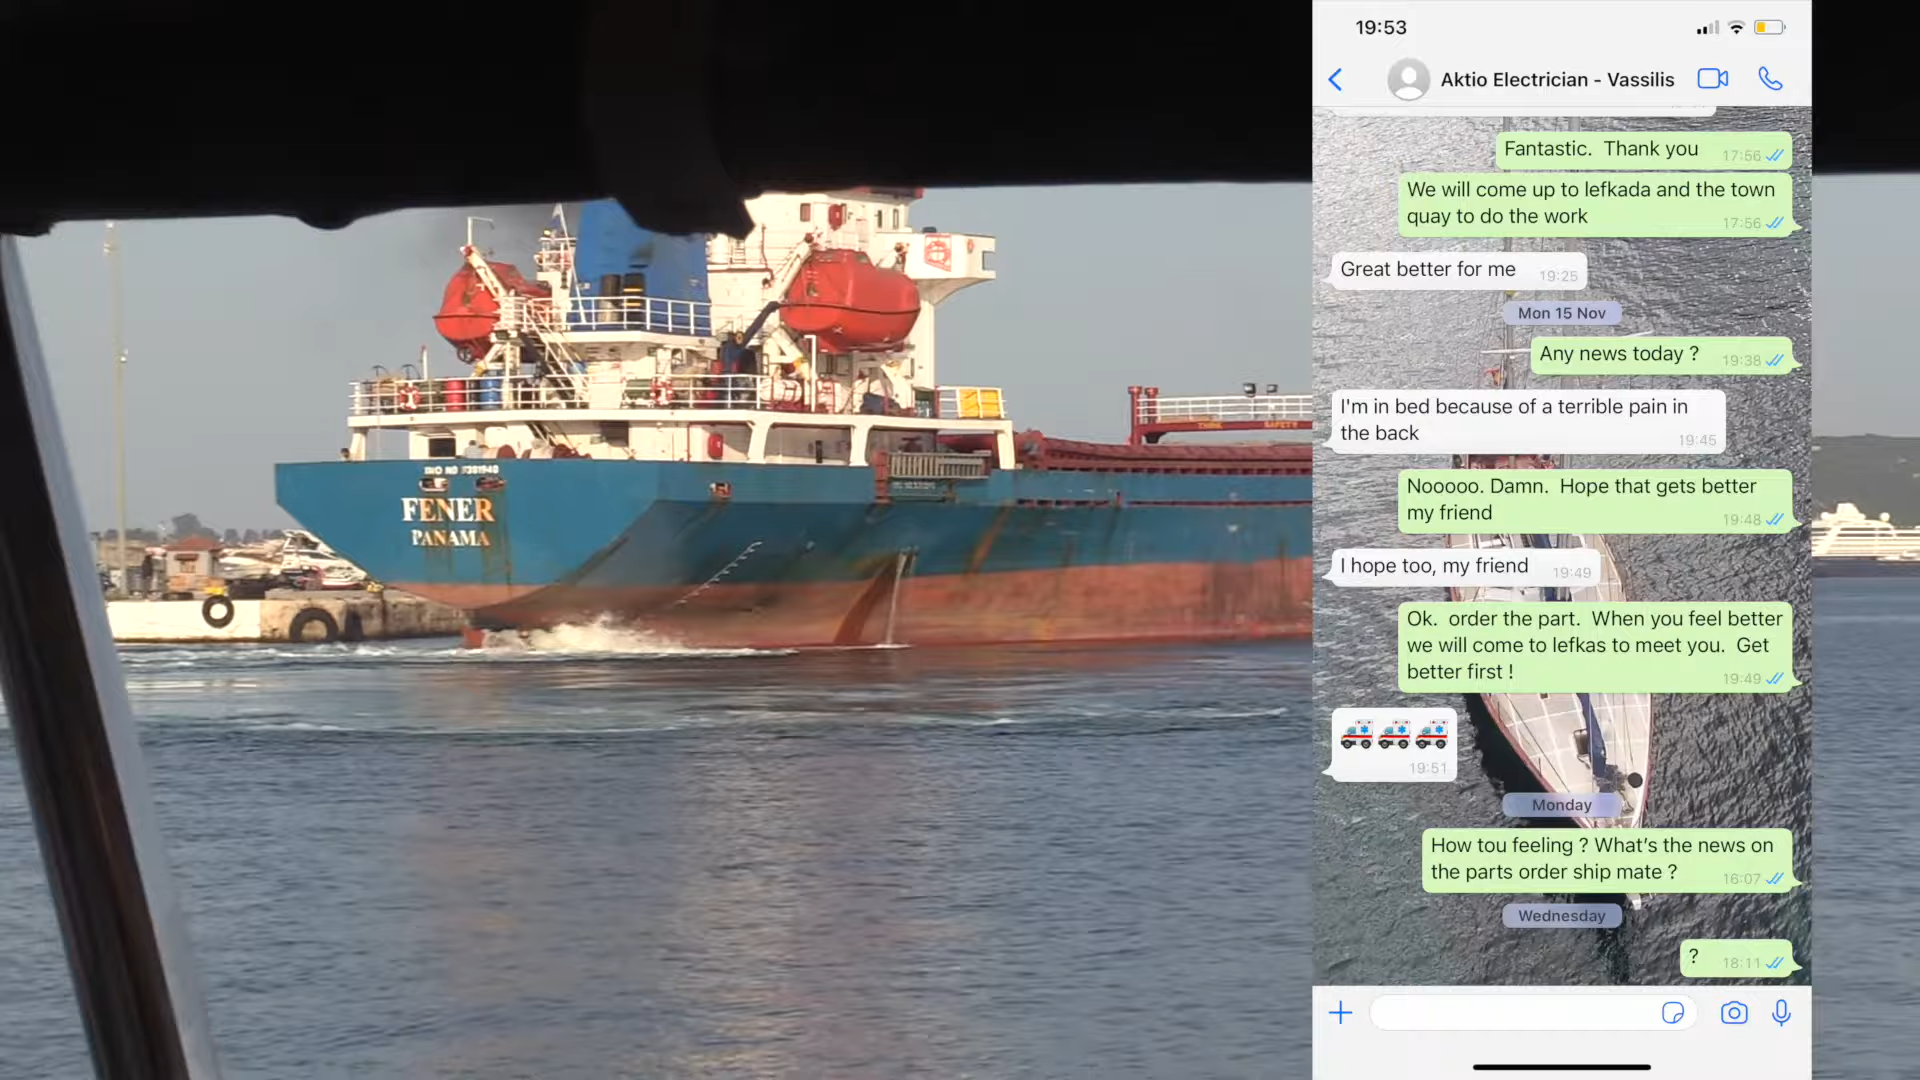 FENER
PANAMA
19:53
Aktio Electrician - Vassilis
Fantastic.  Thank you
17:56
We will come up to lefkada and the town
quay to do the work
17:56
Great better for me
19:25
Mon 15 Nov
Any news today ?
19:38
I'm in bed because of a terrible pain in
the back
19:45
Nooooo. Damn.  Hope that gets better
my friend
19:48
I hope too, my friend
19:49
Ok.  order the part.  When you feel better
we will come to lefkas to meet you.  Get
better first !
19:49
🚑🚑🚑
19:51
Monday
How tou feeling ? What's the news on
the parts order ship mate ?
16:07
Wednesday
?
18:11